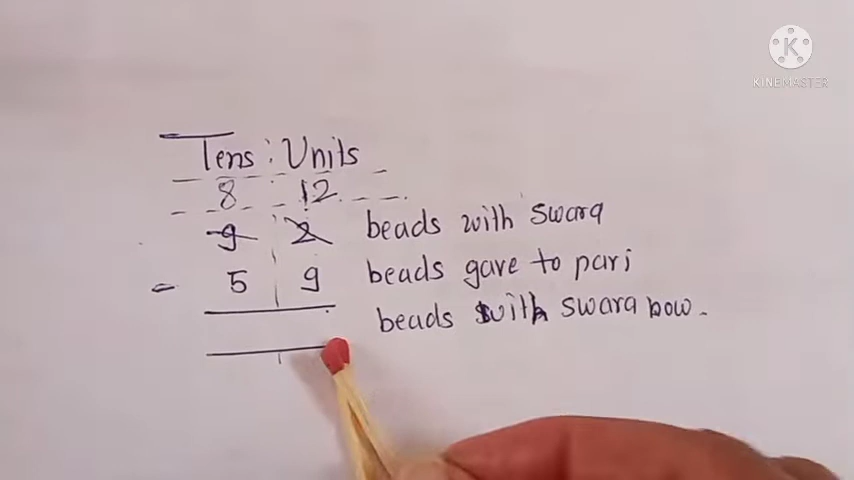 K
KINEMASTER
Tens : Units
8 12
9 2 beads with swara
- 5 9 beads gave to pari
beads with swara now.